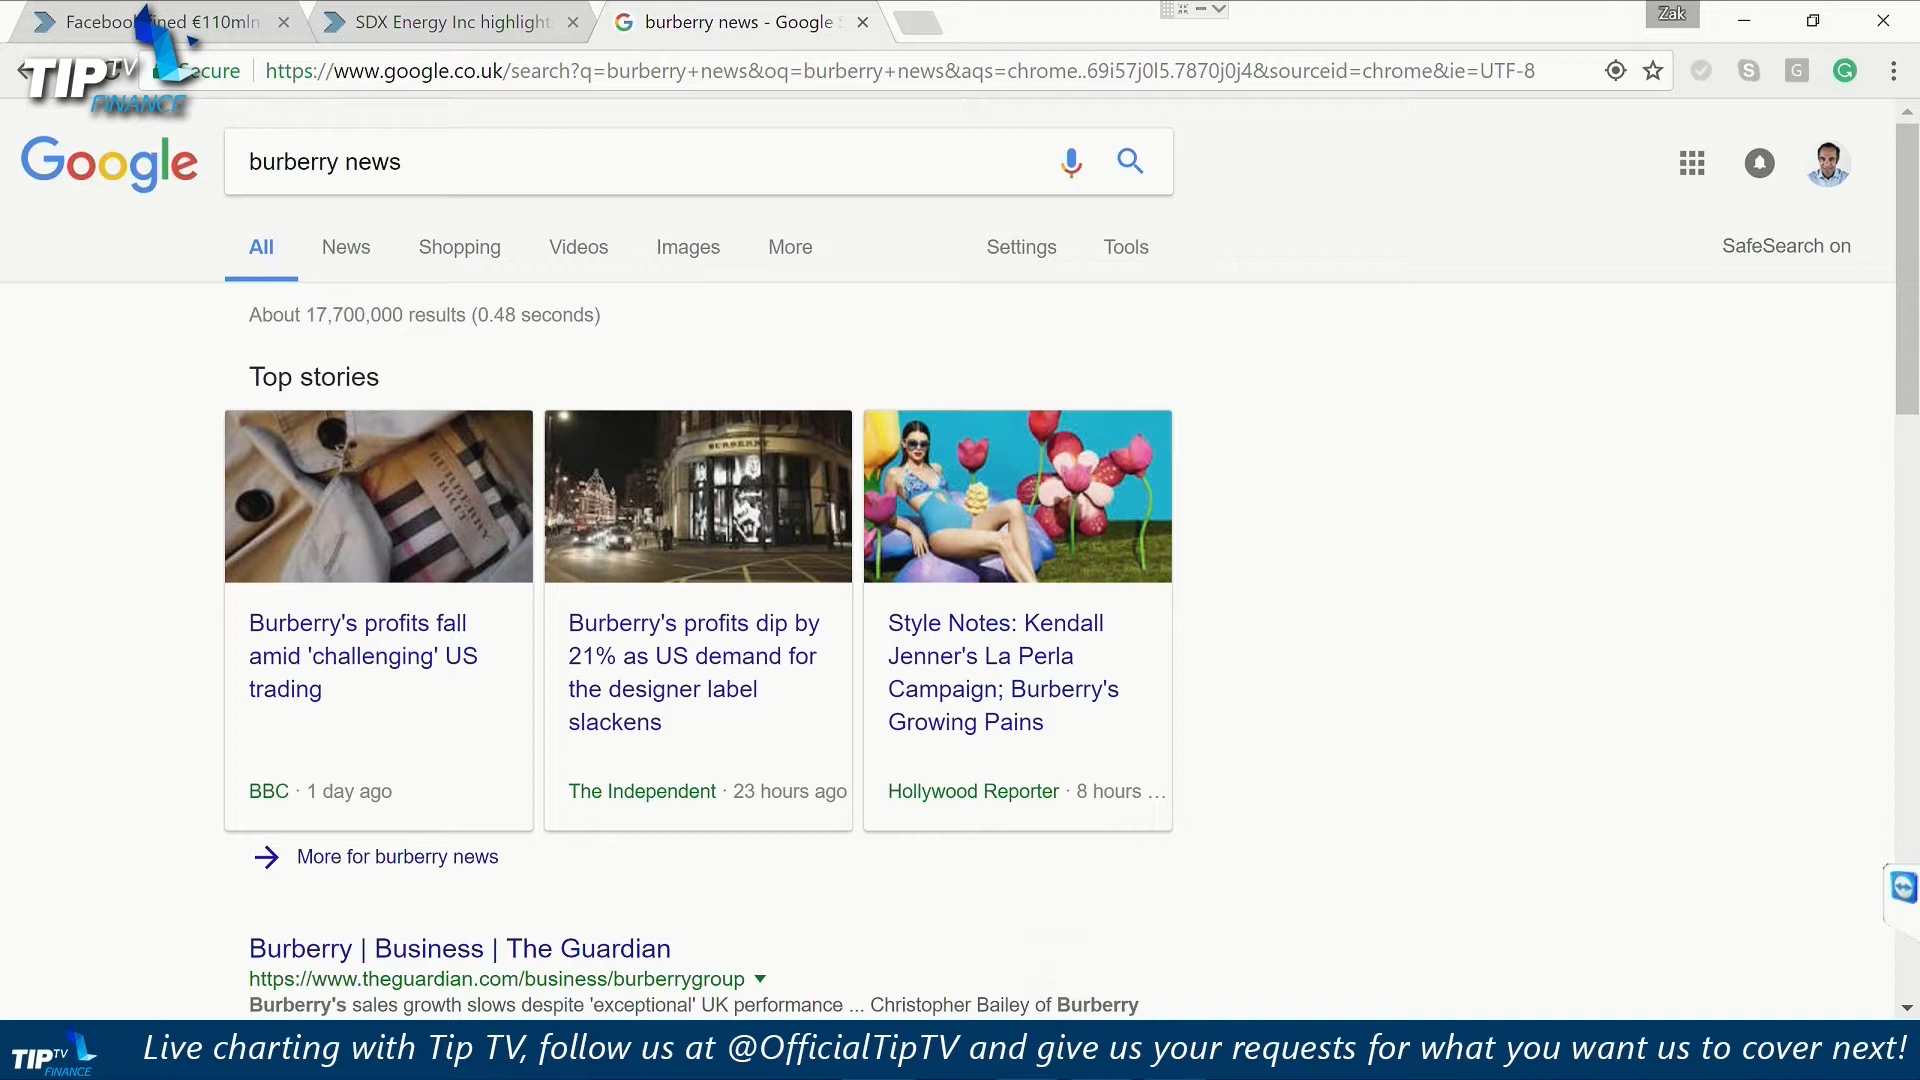 Facebook fined €110mln
SDX Energy Inc highlight
burberry news - Google S
Zak
TIP TV
FINANCE
Secure
https://www.google.co.uk/search?q=burberry+news&oq=burberry+news&aqs=chrome..69i57j0l5.7870j0j4&sourceid=chrome&ie=UTF-8
Google
burberry news
All News Shopping Videos Images More Settings Tools
SafeSearch on
About 17,700,000 results (0.48 seconds)
Top stories
BURBERRY
BURBERRY
Burberry's profits fall
amid 'challenging' US
trading
BBC · 1 day ago
Burberry's profits dip by
21% as US demand for
the designer label
slackens
The Independent · 23 hours ago
Style Notes: Kendall
Jenner's La Perla
Campaign; Burberry's
Growing Pains
Hollywood Reporter · 8 hours ...
More for burberry news
Burberry | Business | The Guardian
https://www.theguardian.com/business/burberrygroup
Burberry's sales growth slows despite 'exceptional' UK performance ... Christopher Bailey of Burberry
TIP TV
FINANCE
Live charting with Tip TV, follow us at @OfficialTipTV and give us your requests for what you want us to cover next!